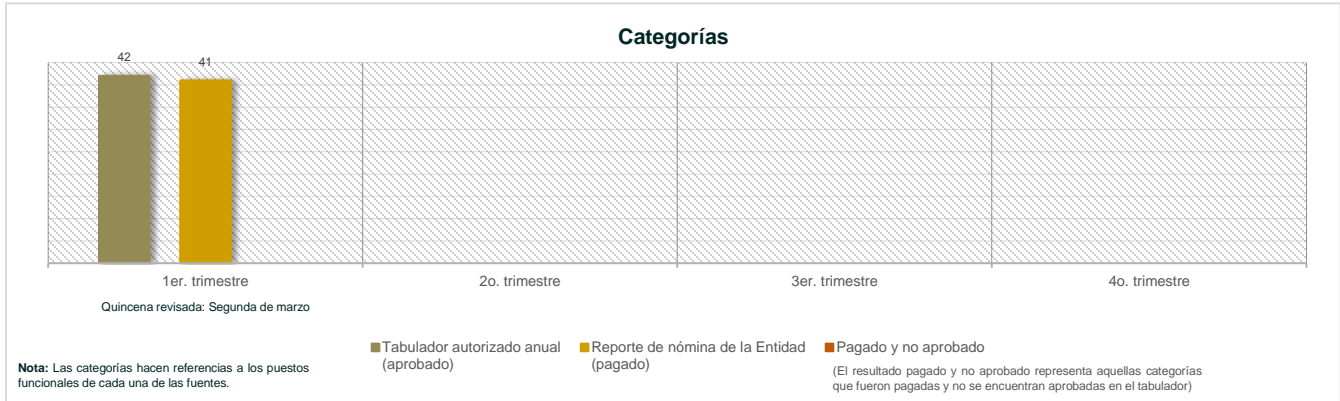 Categorías
42
41
1er. trimestre
2o. trimestre
3er. trimestre
4o. trimestre
Quincena revisada: Segunda de marzo
Tabulador autorizado anual
(aprobado)
Reporte de nómina de la Entidad
(pagado)
Pagado y no aprobado
(El resultado pagado y no aprobado representa aquellas categorías
que fueron pagadas y no se encuentran aprobadas en el tabulador)
Nota: Las categorías hacen referencias a los puestos
funcionales de cada una de las fuentes.